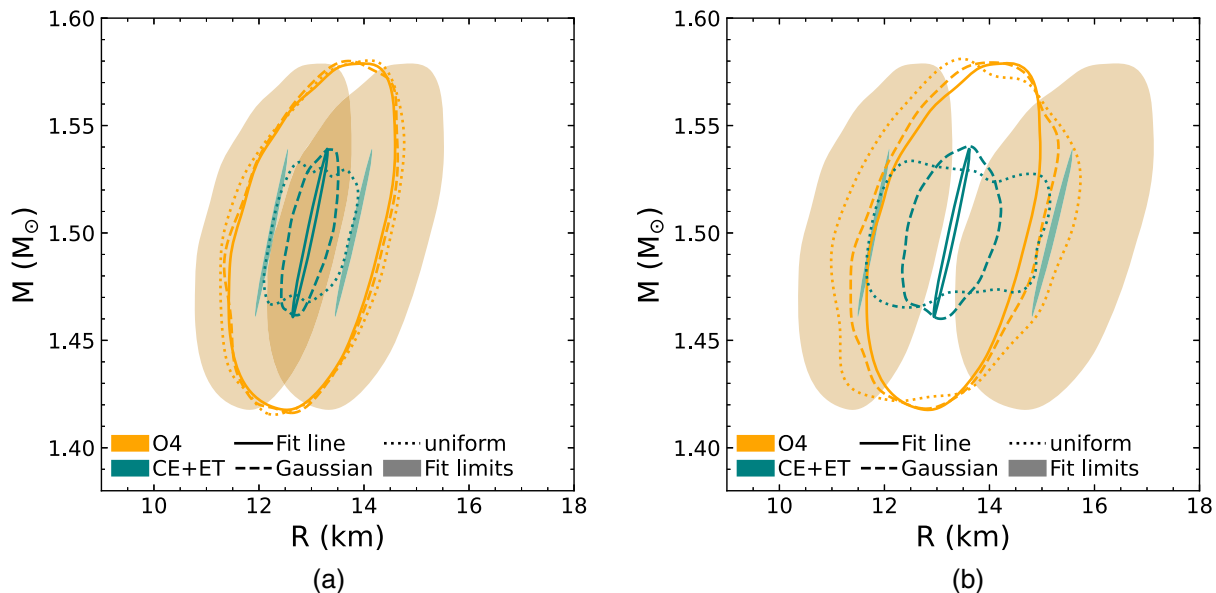 1.60
1.55
1.50
1.45
1.40
M (M⊙)
O4
Fit line
uniform
CE+ET
Gaussian
Fit limits
10 12 14 16 18
R (km)
(a)
1.60
1.55
1.50
1.45
1.40
M (M⊙)
O4
Fit line
uniform
CE+ET
Gaussian
Fit limits
10 12 14 16 18
R (km)
(b)